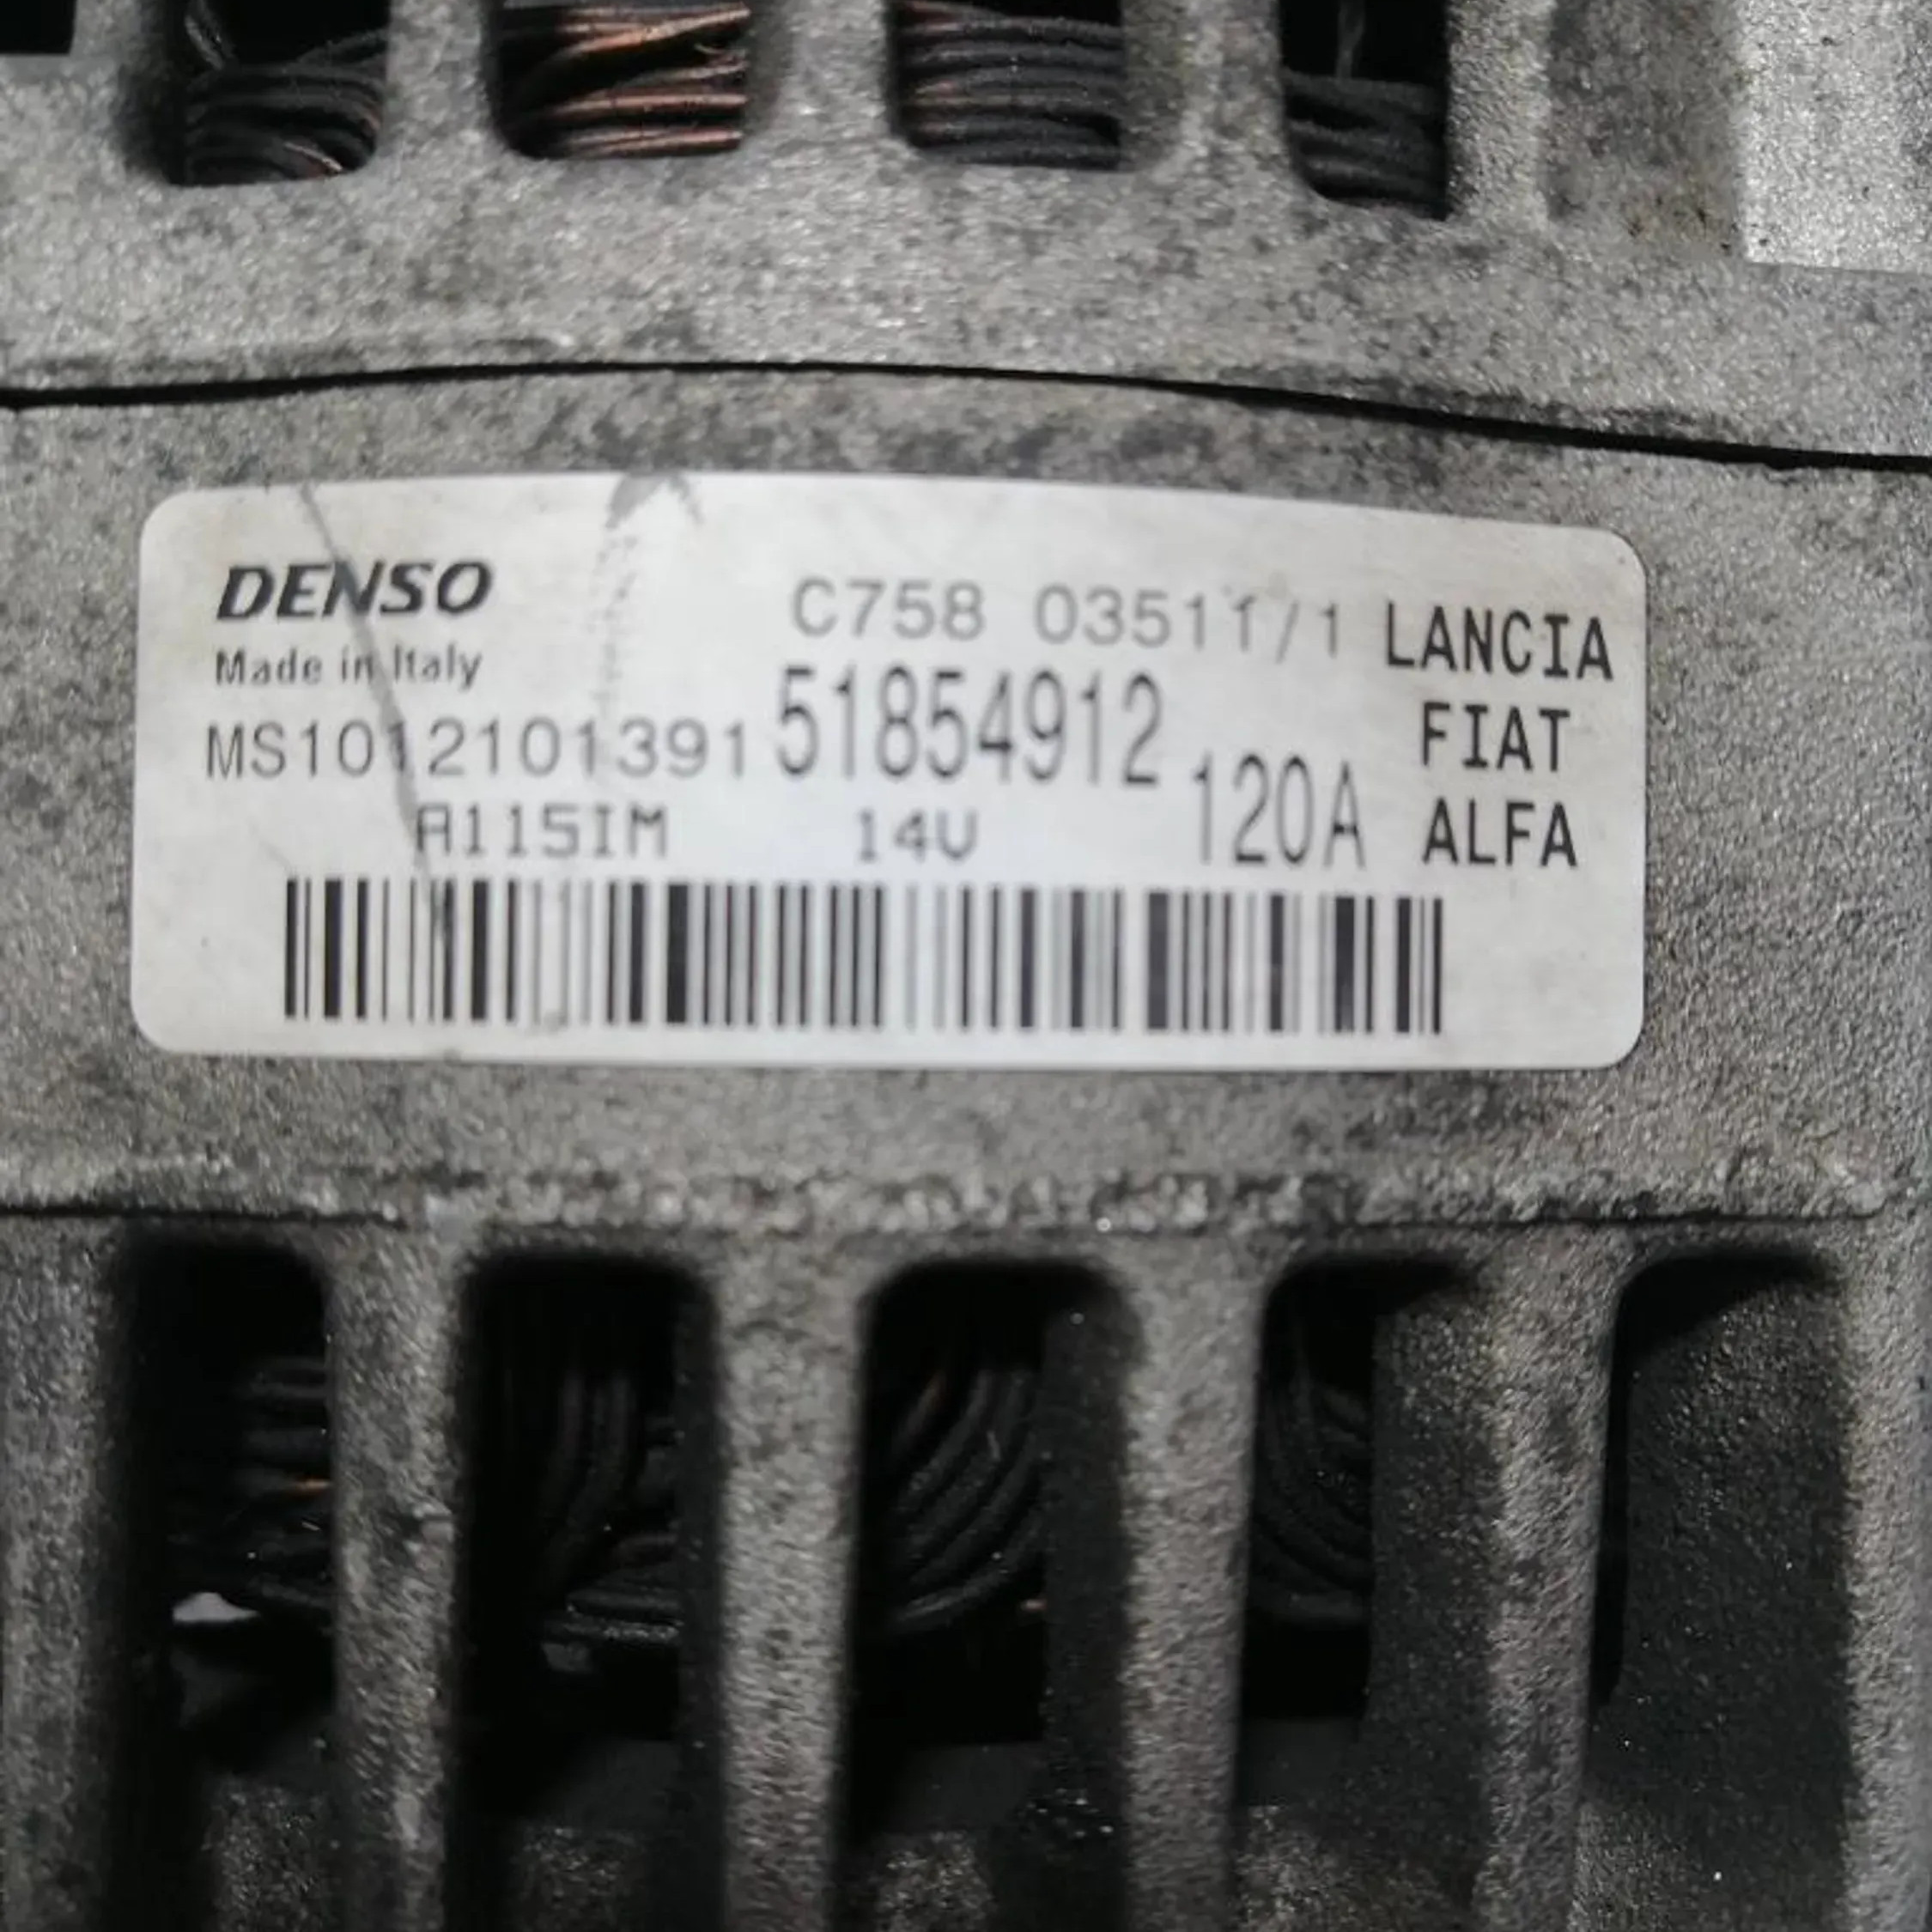 DENSO
Made in Italy
C758 03511/1
MS1012101391
51854912
120A
A115IM
14V
LANCIA
FIAT
ALFA